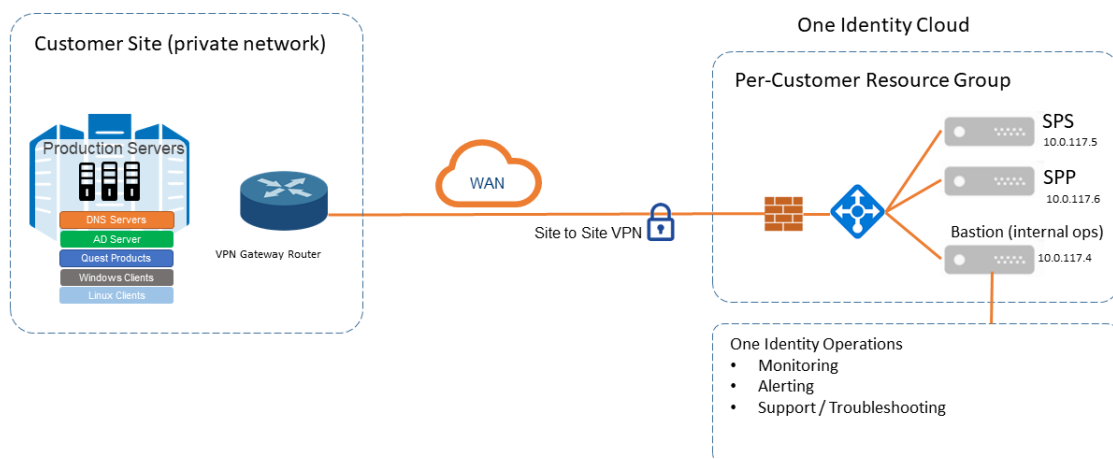 One Identity Cloud
Customer Site (private network)
Per-Customer Resource Group
Production Servers
DNS Servers
AD Server
Quest Products
Windows Clients
Linux Clients
VPN Gateway Router
WAN
Site to Site VPN
SPS
10.0.117.5
SPP
10.0.117.6
Bastion (internal ops)
10.0.117.4
One Identity Operations
• Monitoring
• Alerting
• Support / Troubleshooting